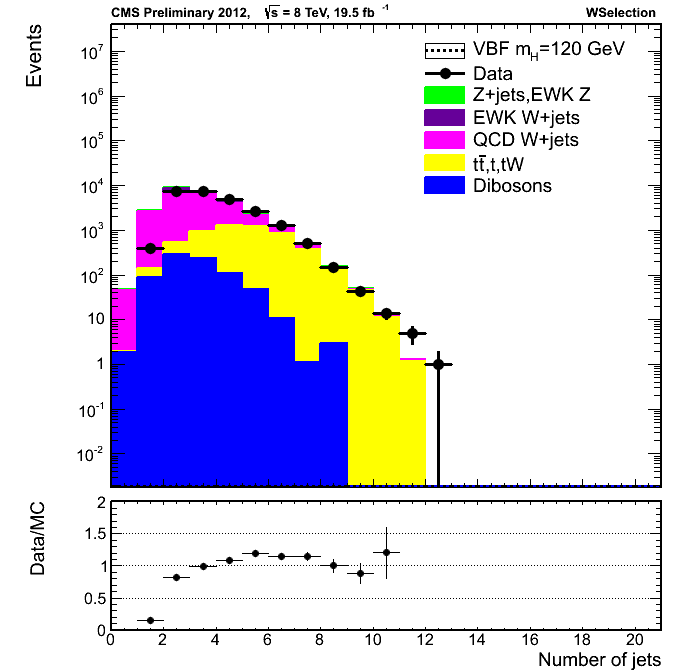 CMS Preliminary 2012, √s = 8 TeV, 19.5 fb⁻¹ WSelection
Events
10⁷
10⁶
10⁵
10⁴
10³
10²
10
1
10⁻¹
10⁻²
VBF m_H=120 GeV
Data
Z+jets,EWK Z
EWK W+jets
QCD W+jets
tt̄,t,tW
Dibosons
Data/MC
2
1.5
1
0.5
0
0 2 4 6 8 10 12 14 16 18 20
Number of jets